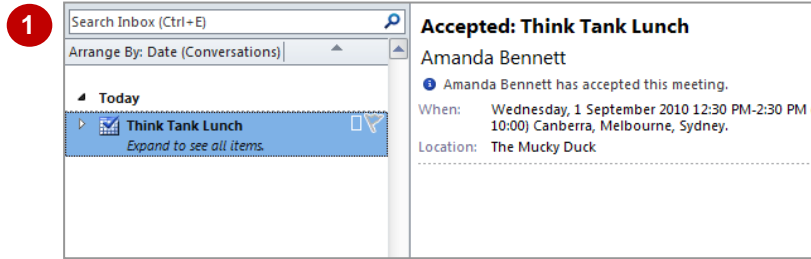 1
Search Inbox (Ctrl+E)
Arrange By: Date (Conversations)
Today
Think Tank Lunch
Expand to see all items.
Accepted: Think Tank Lunch
Amanda Bennett
Amanda Bennett has accepted this meeting.
When: Wednesday, 1 September 2010 12:30 PM-2:30 PM
10:00) Canberra, Melbourne, Sydney.
Location: The Mucky Duck